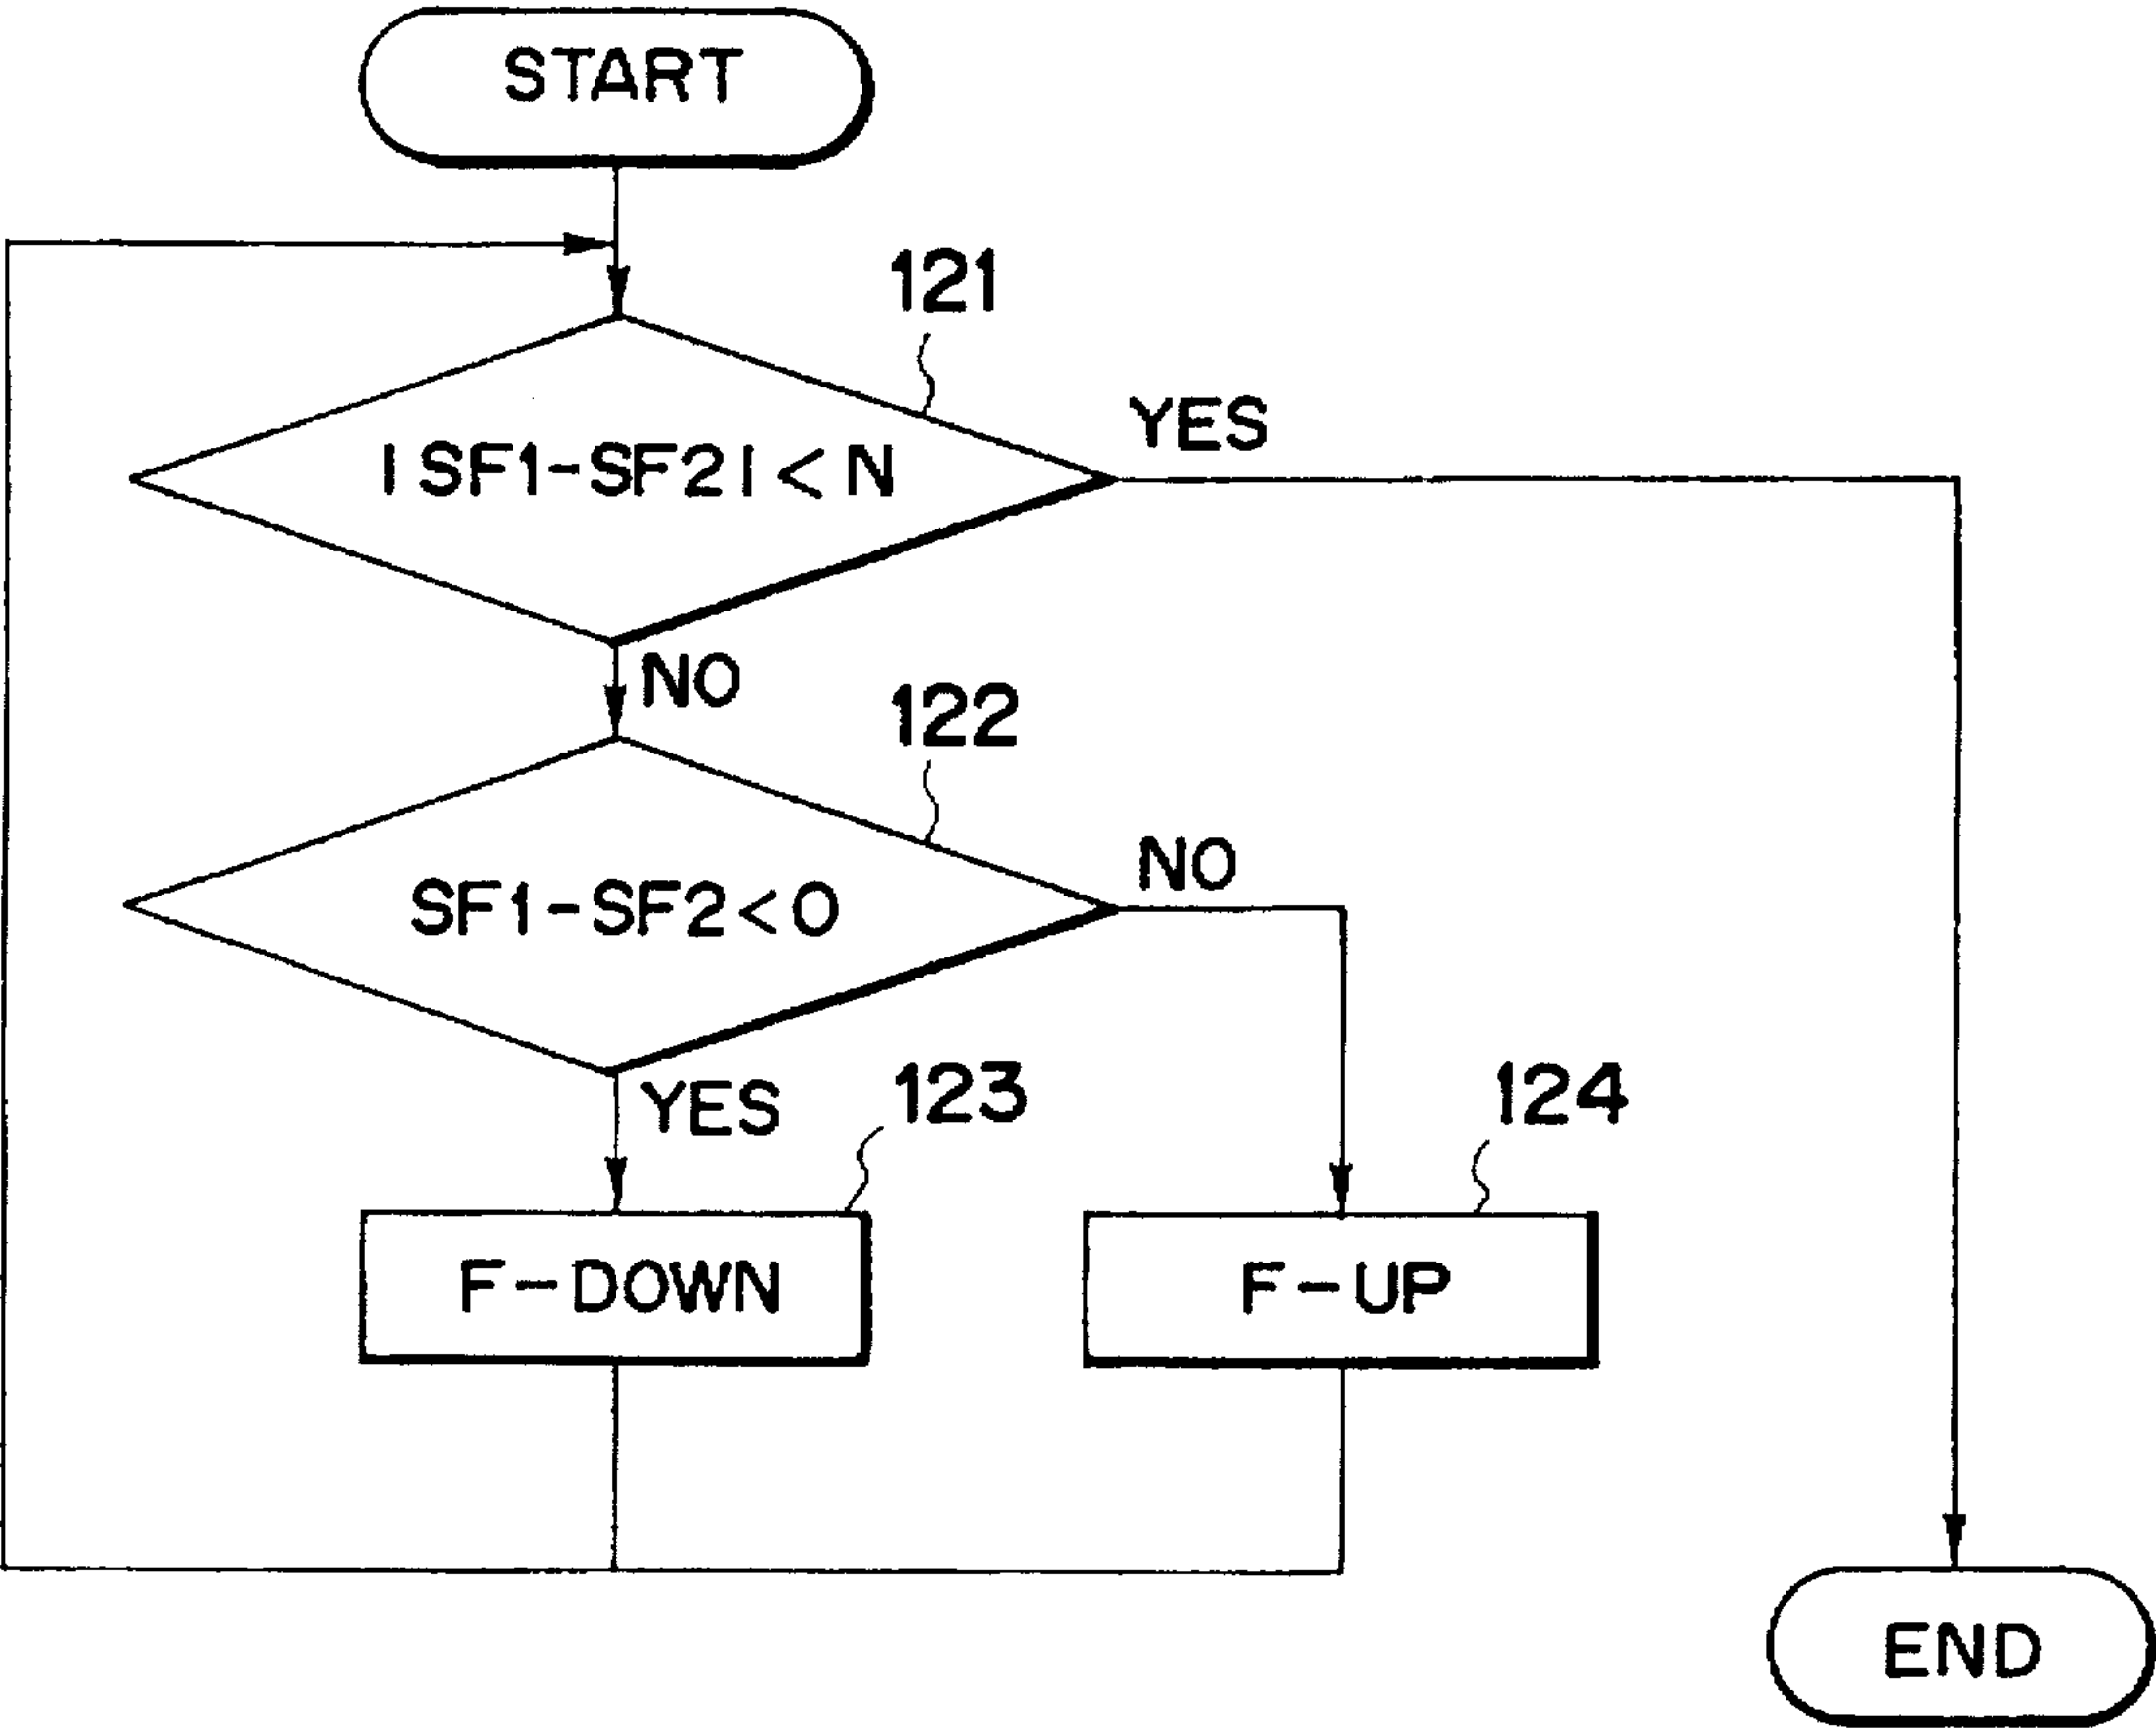 START
121
|SF1-SF2|<N
YES
NO
122
SF1-SF2<0
NO
YES
123
124
F-DOWN
F-UP
END